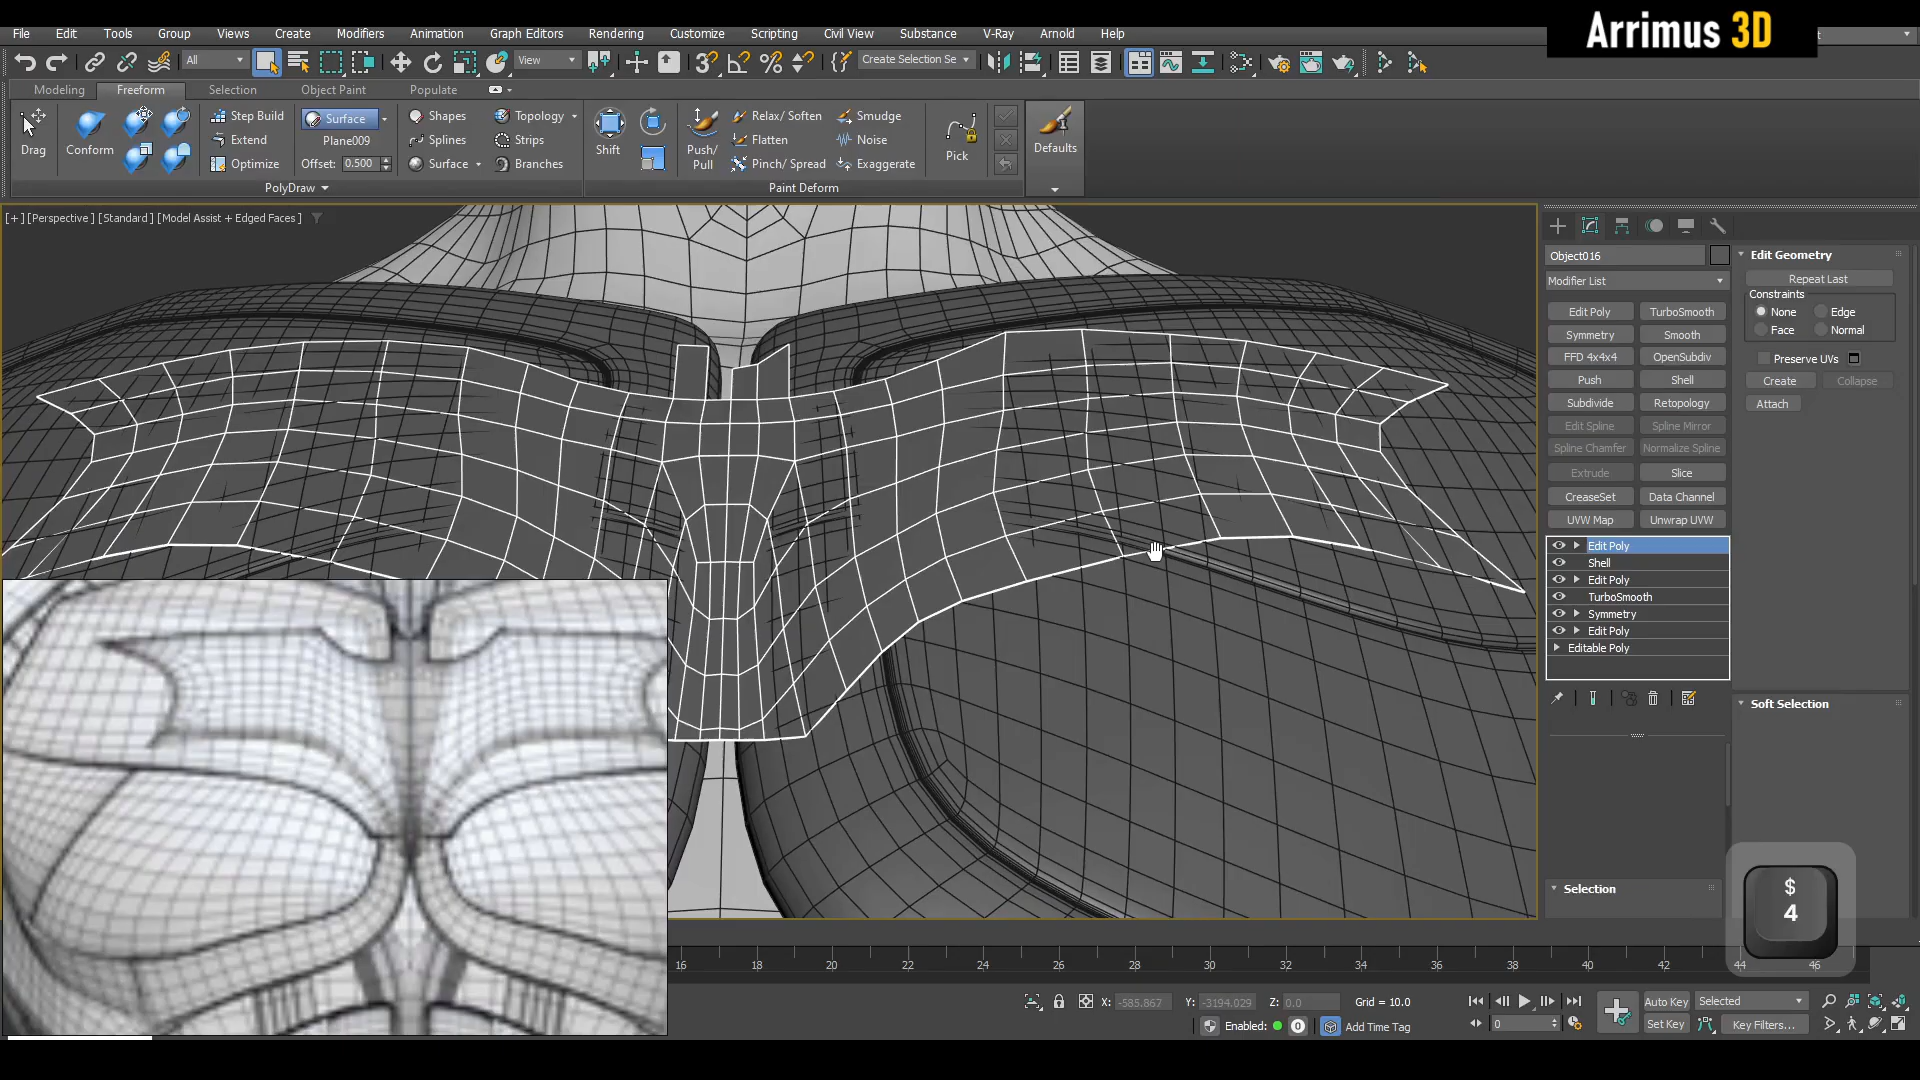 File Edit Tools Group Views Create Modifiers Animation Graph Editors Rendering Customize Scripting Civil View Substance V-Ray Arnold Help
Arrimus 3D
All View Create Selection Se
Modeling Freeform Selection Object Paint Populate
Drag Conform Step Build Extend Optimize Surface Plane009 Offset: 0.500 Shapes Splines Surface Topology Strips Branches Shift Push/ Pull Relax/ Soften Flatten Pinch/ Spread Smudge Noise Exaggerate Pick Defaults
PolyDraw Paint Deform
[+] [Perspective] [Standard] [Model Assist + Edged Faces]
Object016
Modifier List
Edit Poly TurboSmooth
Symmetry Smooth
FFD 4x4x4 OpenSubdiv
Push Shell
Subdivide Retopology
Edit Spline Spline Mirror
Spline Chamfer Normalize Spline
Extrude Slice
CreaseSet Data Channel
UVW Map Unwrap UVW
Edit Poly
Shell
Edit Poly
TurboSmooth
Symmetry
Edit Poly
Editable Poly
Edit Geometry
Repeat Last
Constraints
None Edge
Face Normal
Preserve UVs
Create Collapse
Attach
Soft Selection
Selection
$
4
16 18 20 22 24 26 28 30 32 34 36 38 40 42 44 46
X: -585.867 Y: -3194.029 Z: 0.0 Grid = 10.0
Enabled: 0 Add Time Tag
0
Auto Key Selected
Set Key Key Filters...